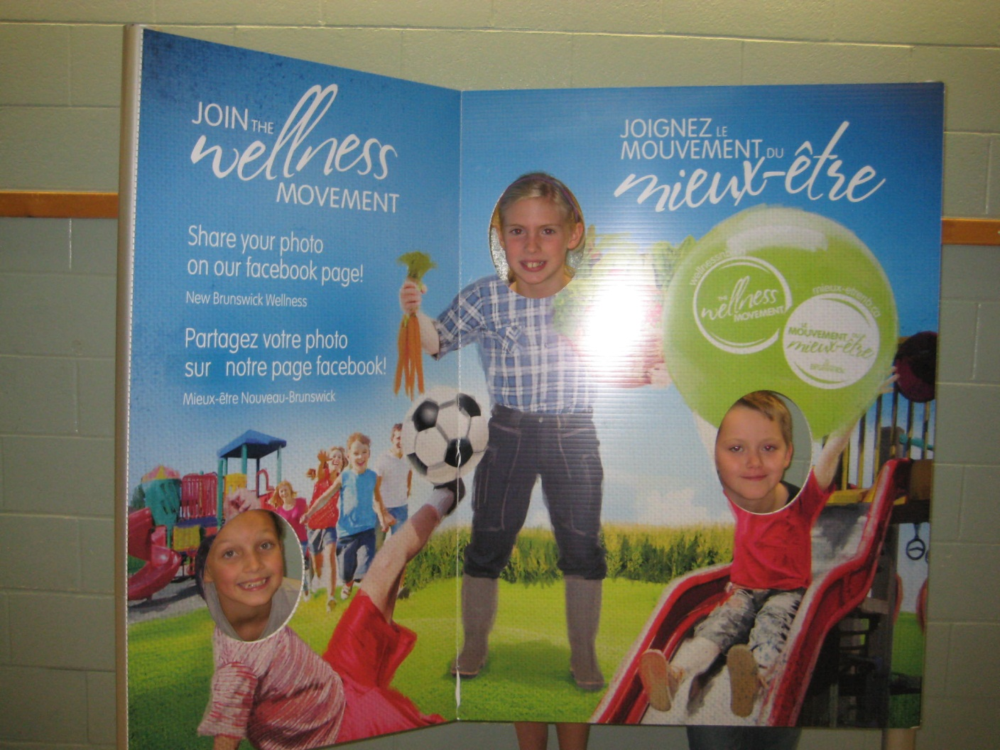 JOIN THE
wellness
MOVEMENT
Share your photo
on our facebook page!
New Brunswick Wellness
Partagez votre photo
sur notre page facebook!
Mieux-être Nouveau-Brunswick
JOIGNEZ LE
MOUVEMENT DU
mieux-être
THE
wellness
MOVEMENT
mieux-etrenb.ca
LE
MOUVEMENT DU
mieux-être